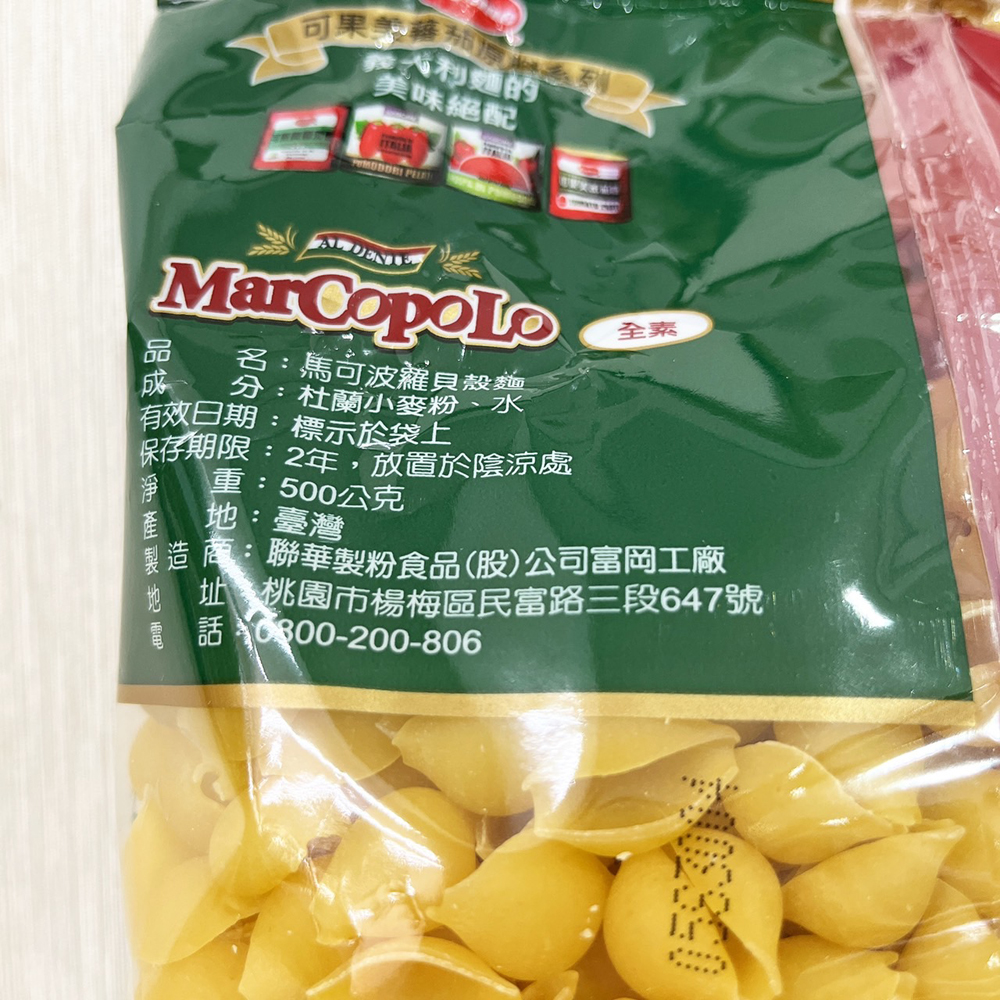 可果美蕃茄原料系列
義大利麵的
美味絕配
AL DENTE
MarcopoLo
全素
品名：馬可波羅貝殼麵
成分：杜蘭小麥粉、水
有效日期：標示於袋上
保存期限：2年，放置於陰涼處
淨重：500公克
產地：臺灣
製造商：聯華製粉食品(股)公司富岡工廠
地址：桃園市楊梅區民富路三段647號
電話：0800-200-806